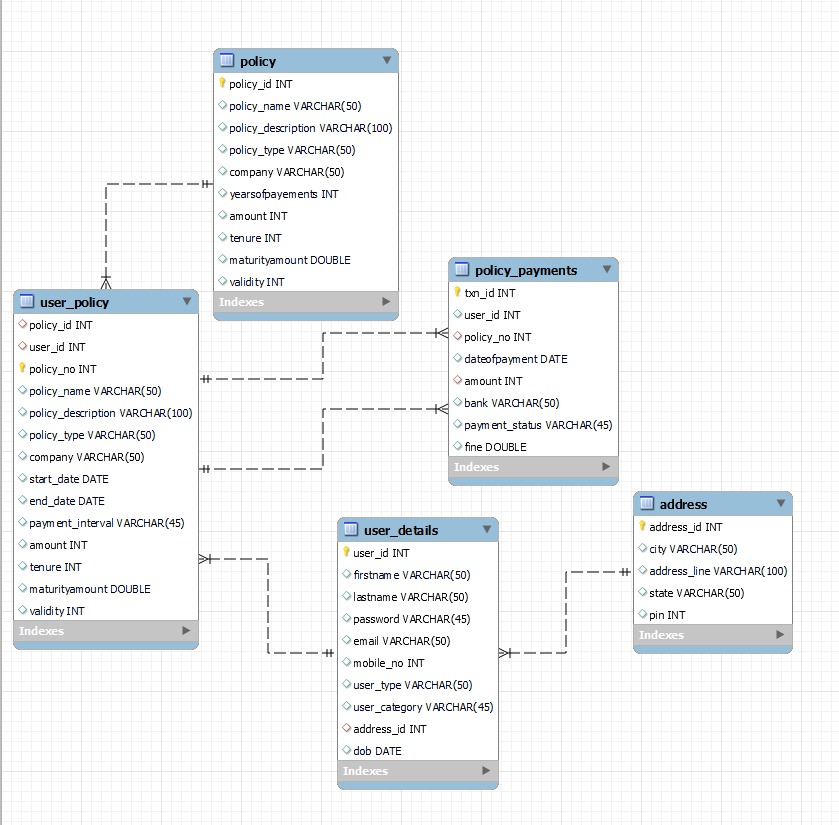 policy
policy_id INT
policy_name VARCHAR(50)
policy_description VARCHAR(100)
policy_type VARCHAR(50)
company VARCHAR(50)
yearsofpayements INT
amount INT
tenure INT
maturityamount DOUBLE
validity INT
Indexes
user_policy
policy_id INT
user_id INT
policy_no INT
policy_name VARCHAR(50)
policy_description VARCHAR(100)
policy_type VARCHAR(50)
company VARCHAR(50)
start_date DATE
end_date DATE
payment_interval VARCHAR(45)
amount INT
tenure INT
maturityamount DOUBLE
validity INT
Indexes
policy_payments
txn_id INT
user_id INT
policy_no INT
dateofpayment DATE
amount INT
bank VARCHAR(50)
payment_status VARCHAR(45)
fine DOUBLE
Indexes
user_details
user_id INT
firstname VARCHAR(50)
lastname VARCHAR(50)
password VARCHAR(45)
email VARCHAR(50)
mobile_no INT
user_type VARCHAR(50)
user_category VARCHAR(45)
address_id INT
dob DATE
Indexes
address
address_id INT
city VARCHAR(50)
address_line VARCHAR(100)
state VARCHAR(50)
pin INT
Indexes